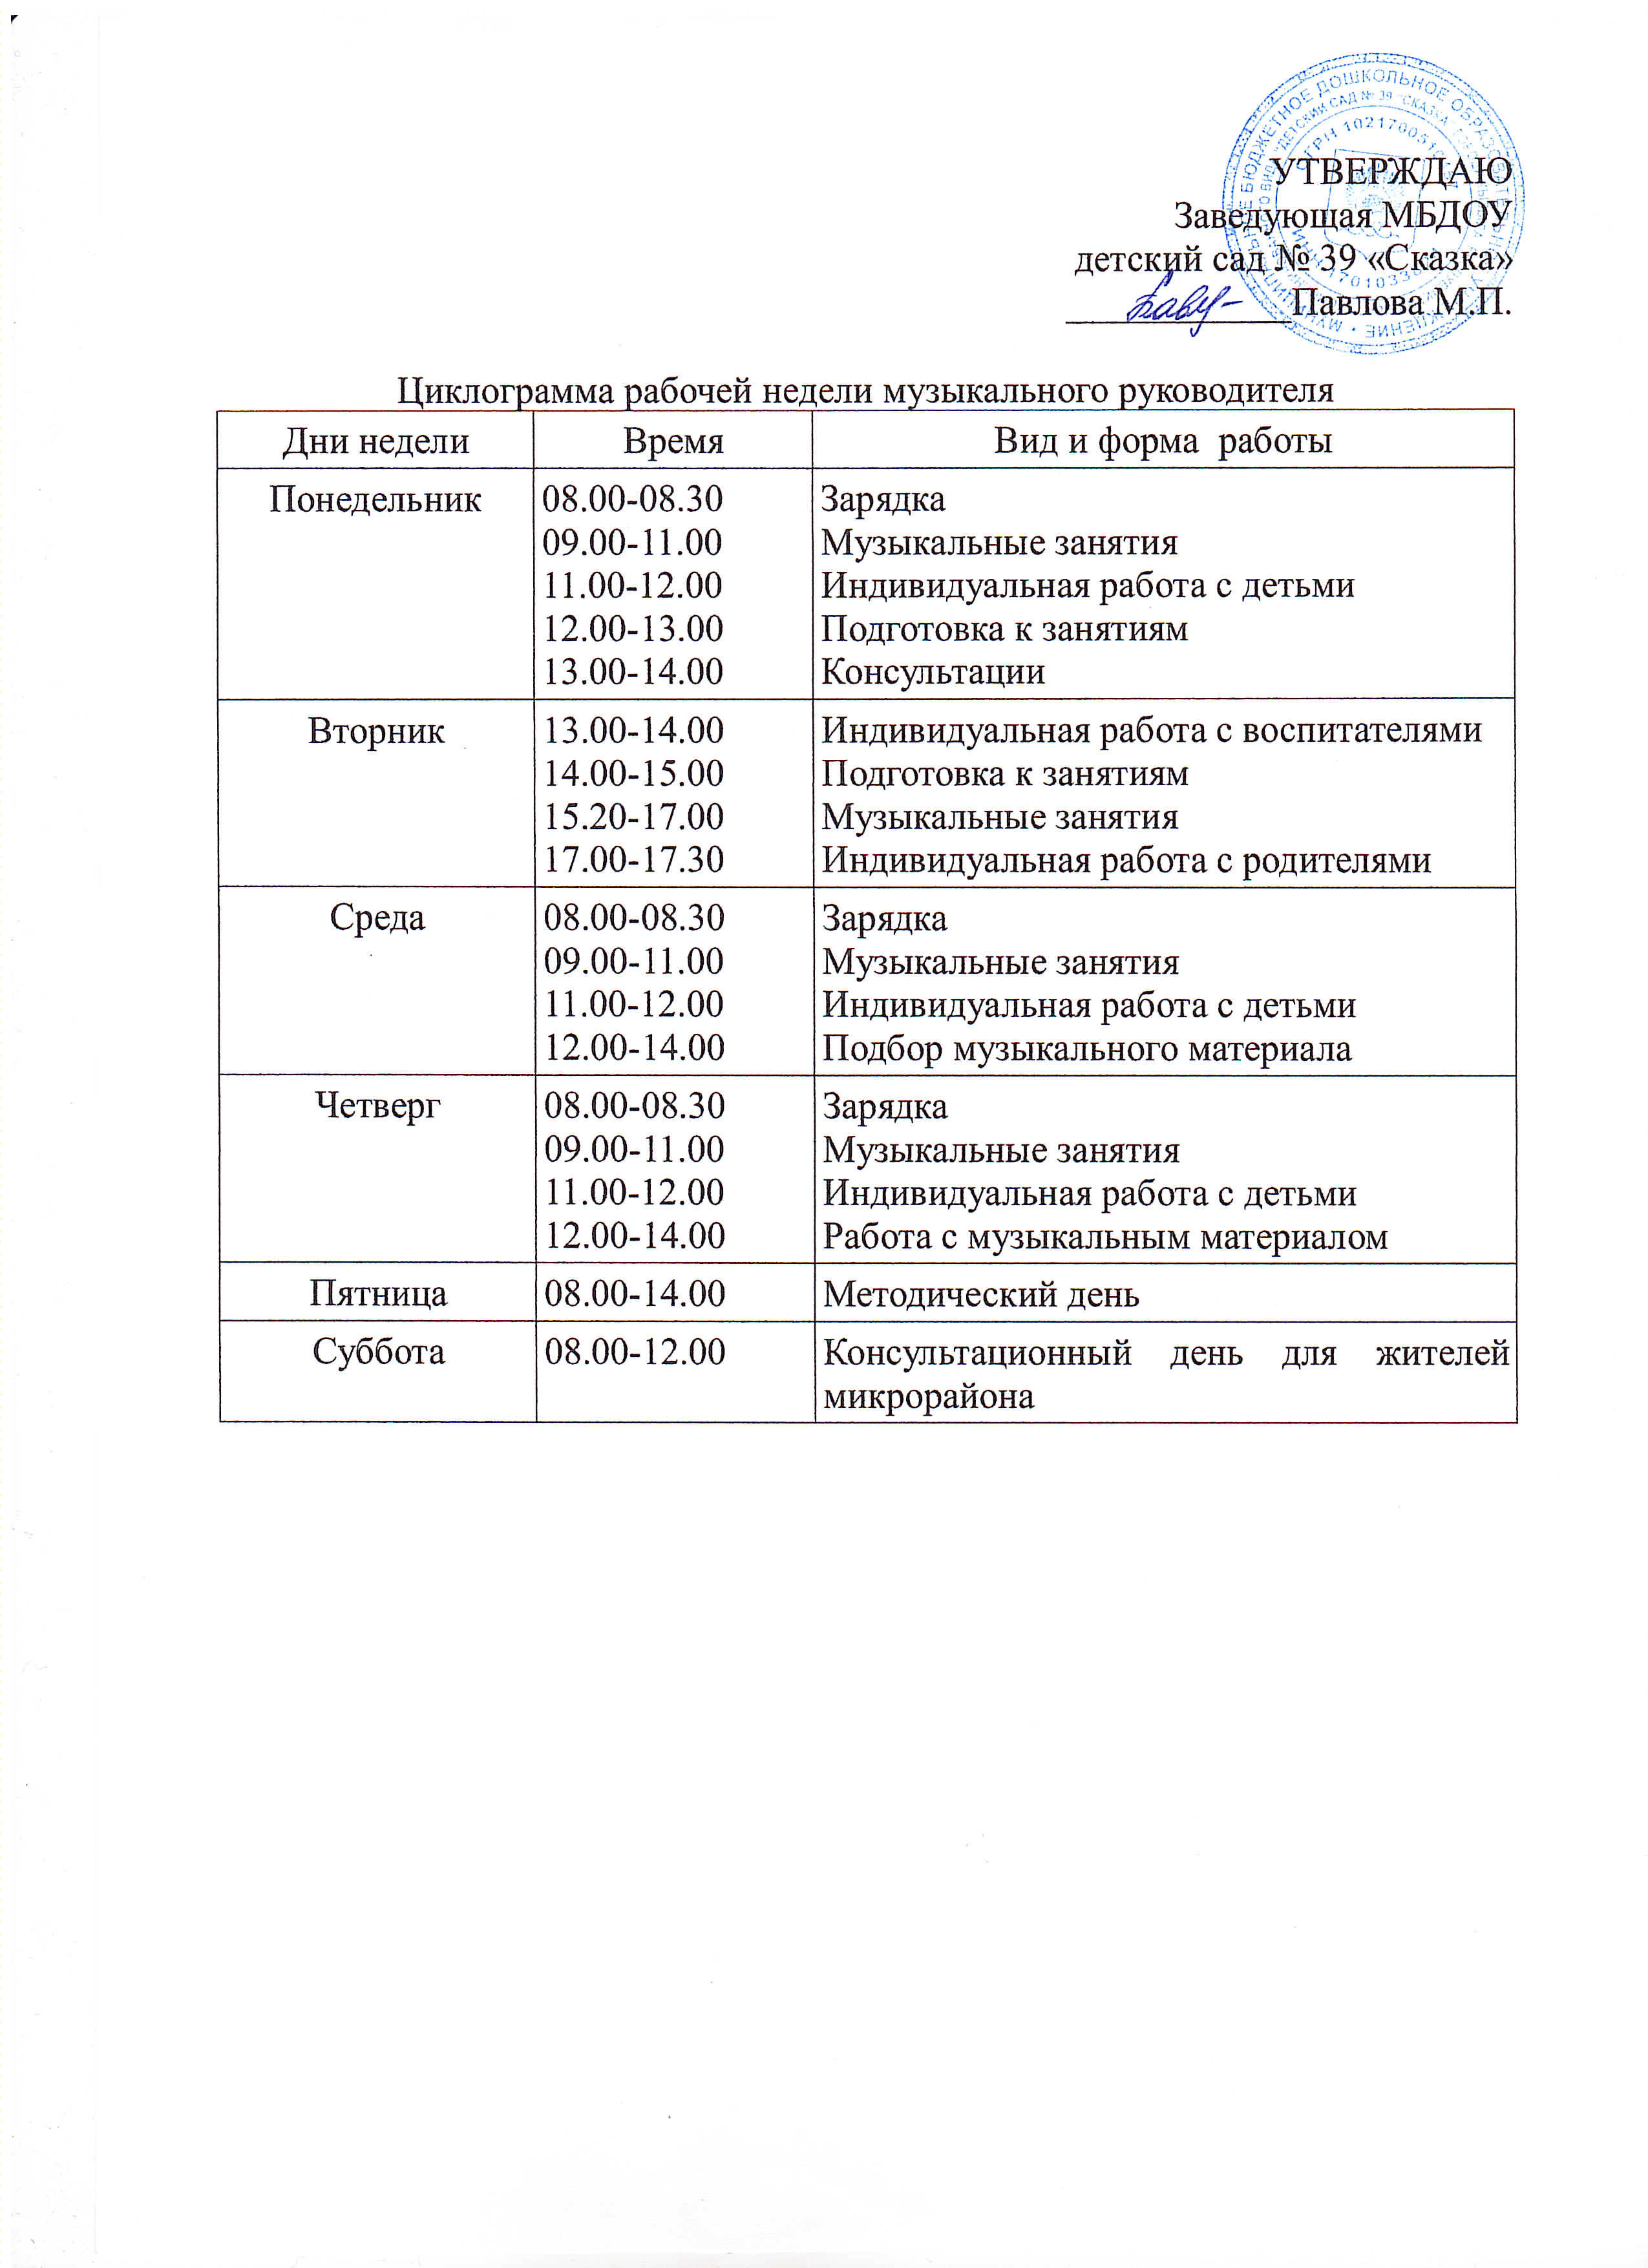 УТВЕРЖДАЮ
Заведующая МБДОУ
детский сад № 39 «Сказка»
Павлова М.П.
Циклограмма рабочей недели музыкального руководителя
Дни недели Время Вид и форма работы
Понедельник 08.00-08.30 Зарядка
09.00-11.00 Музыкальные занятия
11.00-12.00 Индивидуальная работа с детьми
12.00-13.00 Подготовка к занятиям
13.00-14.00 Консультации
Вторник 13.00-14.00 Индивидуальная работа с воспитателями
14.00-15.00 Подготовка к занятиям
15.20-17.00 Музыкальные занятия
17.00-17.30 Индивидуальная работа с родителями
Среда 08.00-08.30 Зарядка
09.00-11.00 Музыкальные занятия
11.00-12.00 Индивидуальная работа с детьми
12.00-14.00 Подбор музыкального материала
Четверг 08.00-08.30 Зарядка
09.00-11.00 Музыкальные занятия
11.00-12.00 Индивидуальная работа с детьми
12.00-14.00 Работа с музыкальным материалом
Пятница 08.00-14.00 Методический день
Суббота 08.00-12.00 Консультационный день для жителей
микрорайона
БЮДЖЕТНОЕ ДОШКОЛЬНОЕ
ДЕТСКИЙ САД № 39 "СКАЗКА